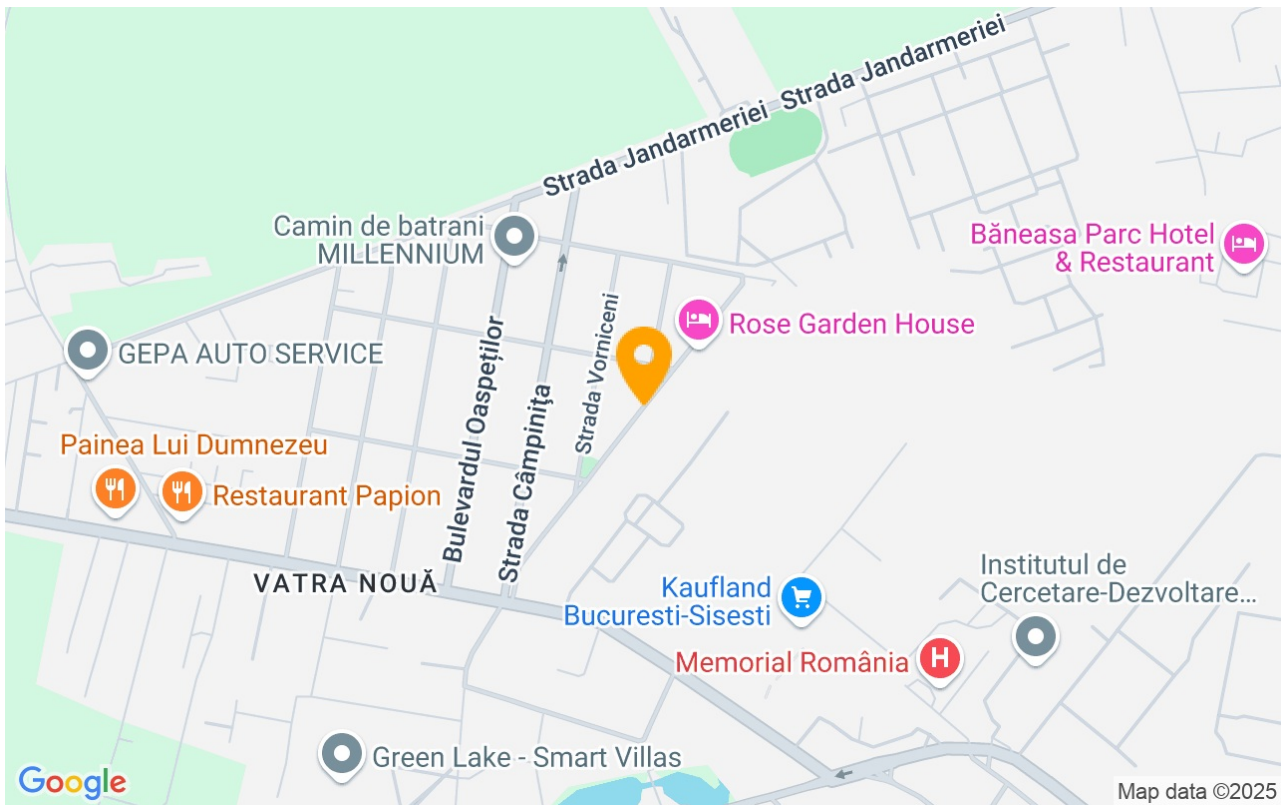 Strada Jandarmeriei
Strada Jandarmeriei
Camin de batrani
MILLENNIUM
Băneasa Parc Hotel
& Restaurant
Rose Garden House
GEPA AUTO SERVICE
Strada Vorniceni
Bulevardul Oaspeților
Strada Câmpinița
Painea Lui Dumnezeu
Restaurant Papion
VATRA NOUĂ
Kaufland
Bucuresti-Sisesti
Institutul de
Cercetare-Dezvoltare...
Memorial România
H
Green Lake - Smart Villas
Google
Map data ©2025